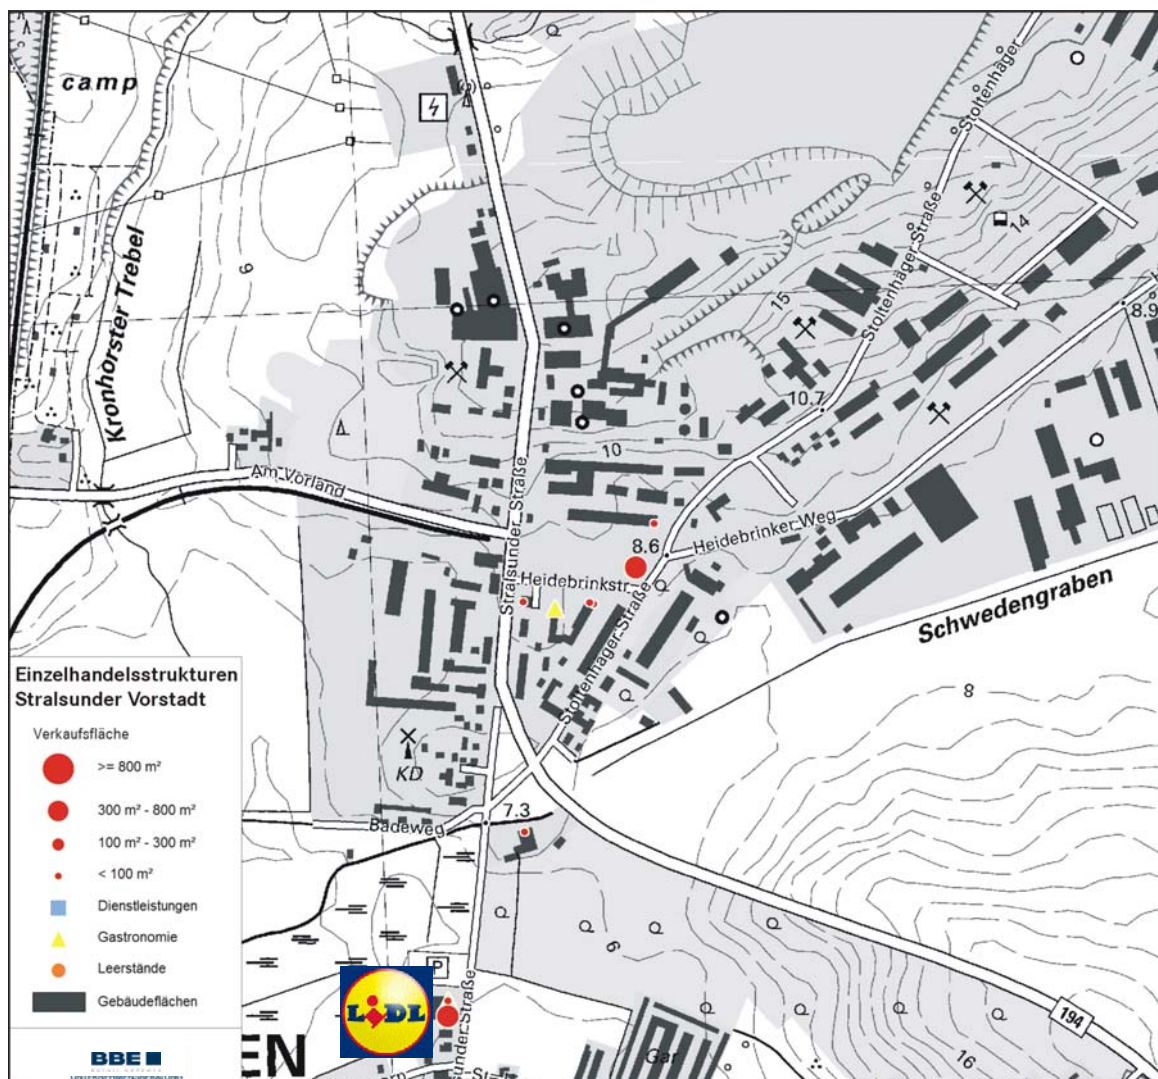 camp
Kronhorster Trebel
9
Stoltenhäger
14
Stoltenhäger Straße
15
8.9
10.7
10
Am Vorland
Stralsunder Straße
8.6
Heidebrinker Weg
Heidebrinkstr.
Stoltenhäger Straße
Schwedengraben
8
KD
7.3
Badeweg
6
P
194
16
Gar
EN
sunder Straße
LIDL
Einzelhandelsstrukturen
Stralsunder Vorstadt
Verkaufsfläche
>= 800 m²
300 m² - 800 m²
100 m² - 300 m²
< 100 m²
Dienstleistungen
Gastronomie
Leerstände
Gebäudeflächen
BBE